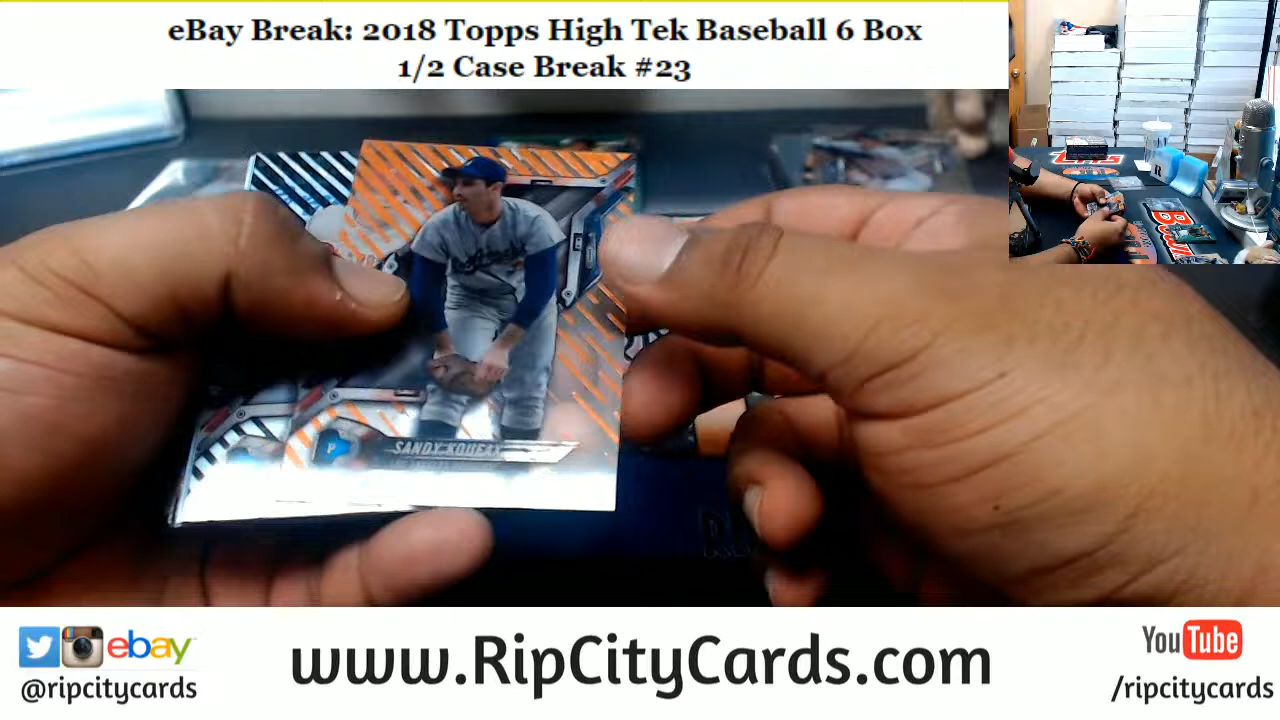 eBay Break: 2018 Topps High Tek Baseball 6 Box
1/2 Case Break #23
P
SANDY KOUFAX
ebay
@ripcitycards
www.RipCityCards.com
YouTube
/ripcitycards